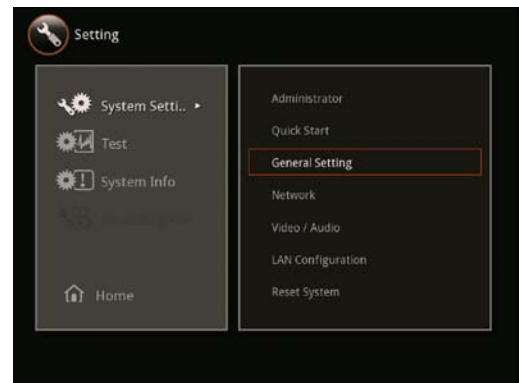 Setting
System Setti..
Test
System Info
Home
Administrator
Quick Start
General Setting
Network
Video / Audio
LAN Configuration
Reset System